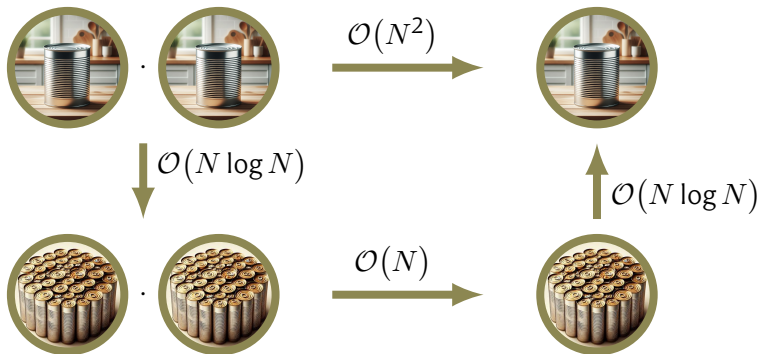 · 𝒪(N²)
𝒪(N log N) 𝒪(N log N)
· 𝒪(N)